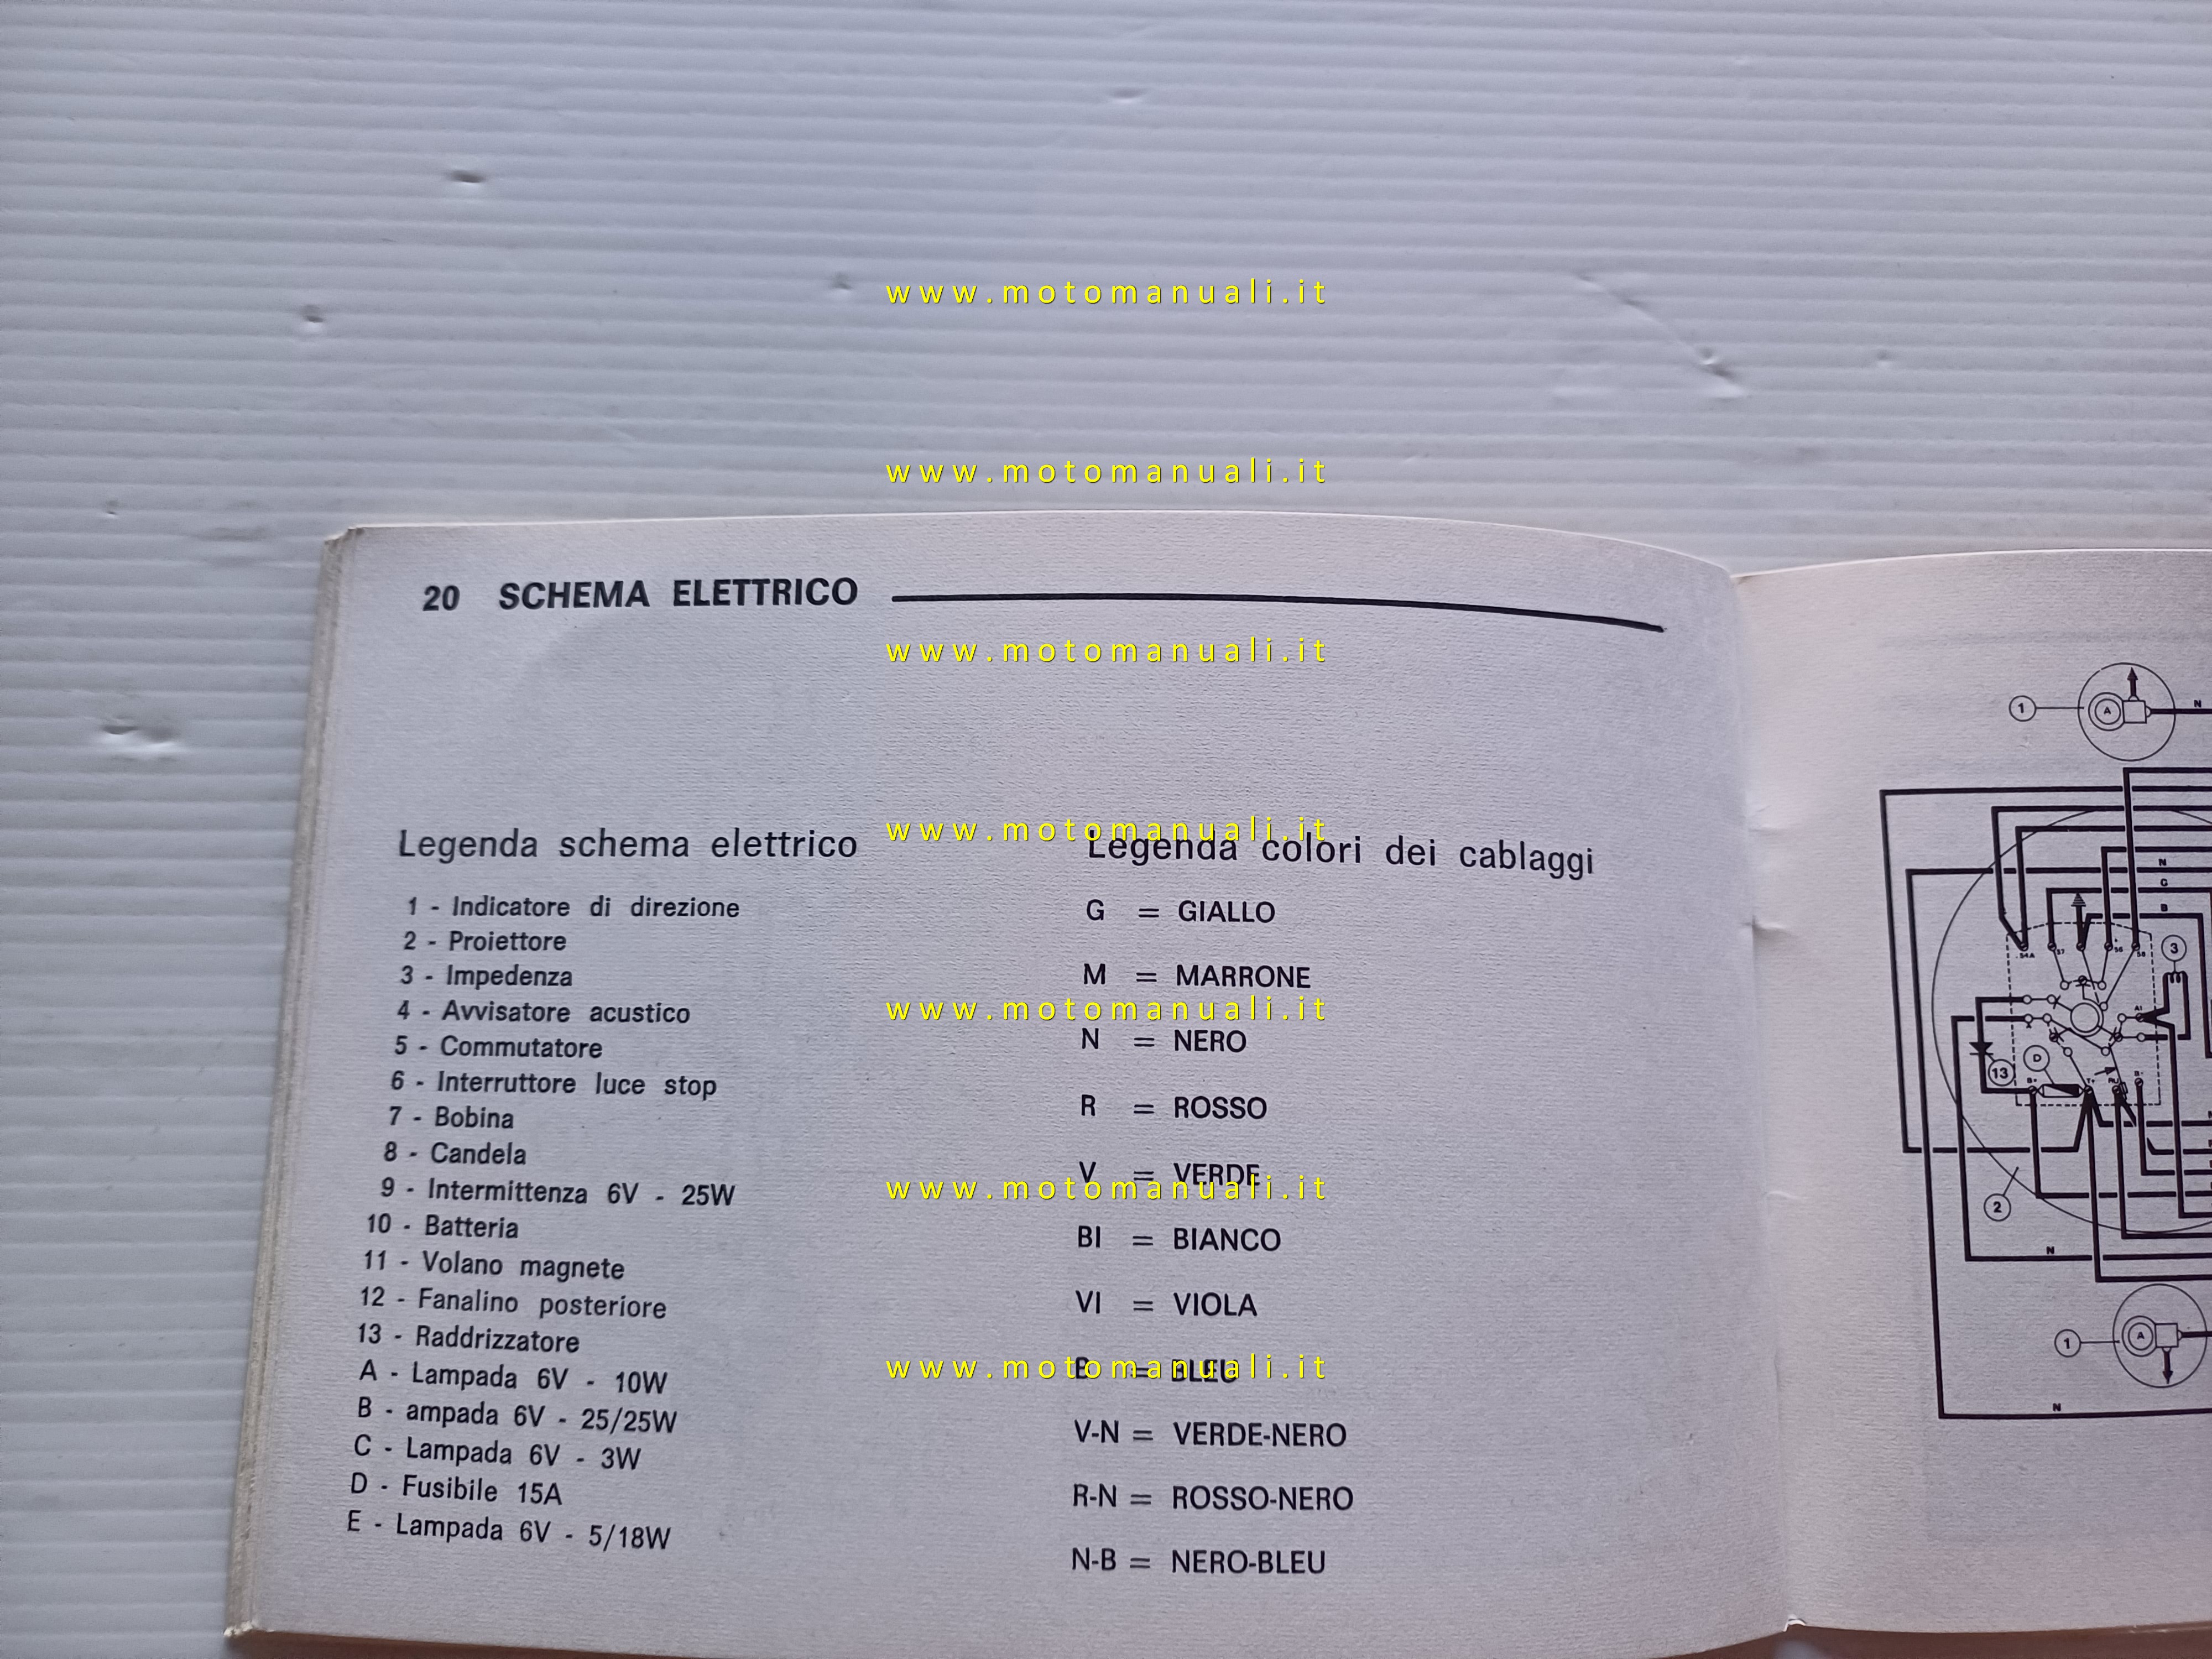 www.motomanuali.it
www.motomanuali.it
20 SCHEMA ELETTRICO
www.motomanuali.it
www.motomanuali.it
Legenda schema elettrico
1 - Indicatore di direzione
2 - Proiettore
3 - Impedenza
4 - Avvisatore acustico
5 - Commutatore
6 - Interruttore luce stop
7 - Bobina
8 - Candela
9 - Intermittenza 6V - 25W
10 - Batteria
11 - Volano magnete
12 - Fanalino posteriore
13 - Raddrizzatore
A - Lampada 6V - 10W
B - ampada 6V - 25/25W
C - Lampada 6V - 3W
D - Fusibile 15A
E - Lampada 6V - 5/18W
Legenda colori dei cablaggi
G = GIALLO
M = MARRONE
www.motomanuali.it
N = NERO
R = ROSSO
V = VERDE
www.motomanuali.it
BI = BIANCO
VI = VIOLA
B = BLEU
www.motomanuali.it
V-N = VERDE-NERO
R-N = ROSSO-NERO
N-B = NERO-BLEU
1
A
N
N
G
B
3
D
13
2
N
1
A
N